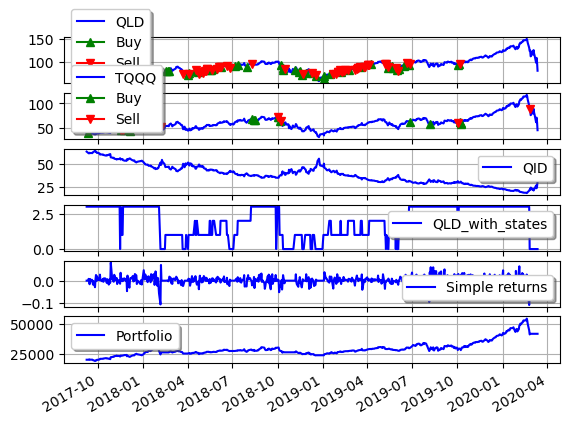 QLD
Buy
Sell
150
100
TQQQ
Buy
Sell
100
50
QID
50
25
QLD_with_states
2.5
0.0
Simple returns
0.0
−0.1
Portfolio
50000
25000
2017-10
2018-01
2018-04
2018-07
2018-10
2019-01
2019-04
2019-07
2019-10
2020-01
2020-04